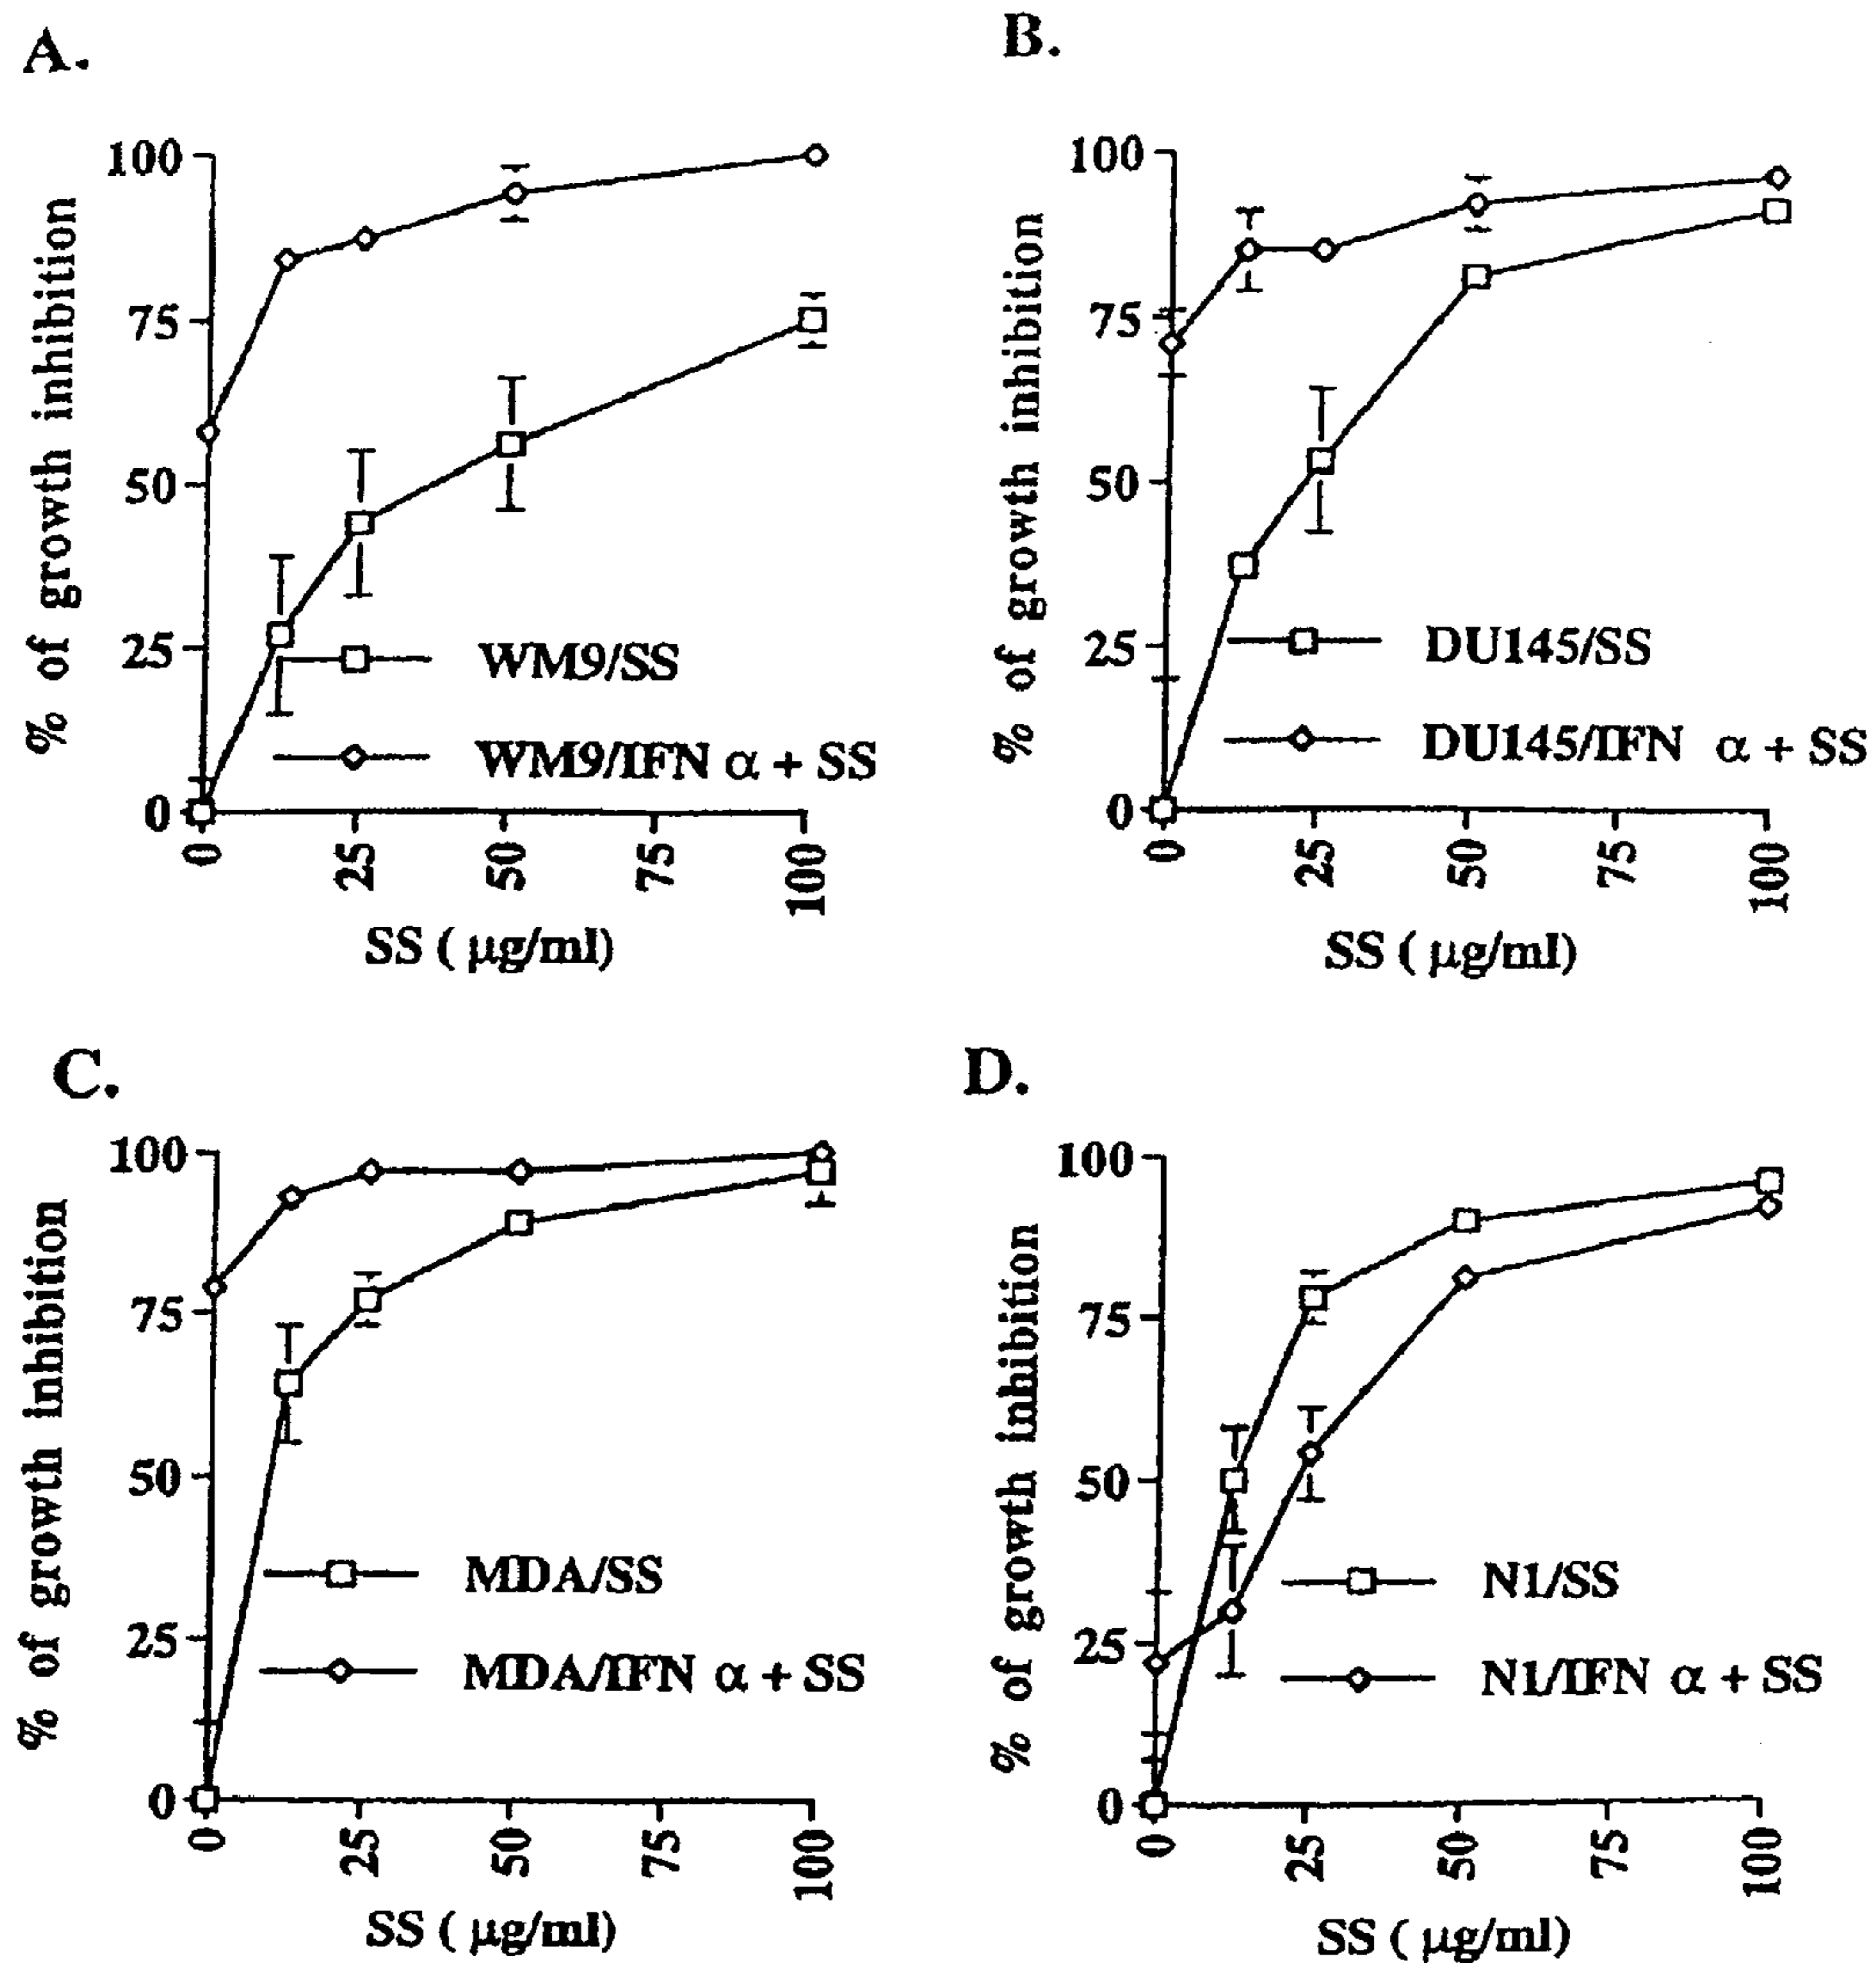 A.
% of growth inhibition
100
75
50
25
0
WM9/SS
WM9/IFN α + SS
0 25 50 75 100
SS ( μg/ml)
B.
% of growth inhibition
100
75
50
25
0
DU145/SS
DU145/IFN α + SS
0 25 50 75 100
SS ( μg/ml)
C.
% of growth inhibition
100
75
50
25
0
MDA/SS
MDA/IFN α + SS
0 25 50 75 100
SS ( μg/ml)
D.
% of growth inhibition
100
75
50
25
0
N1/SS
N1/IFN α + SS
0 25 50 75 100
SS ( μg/ml)